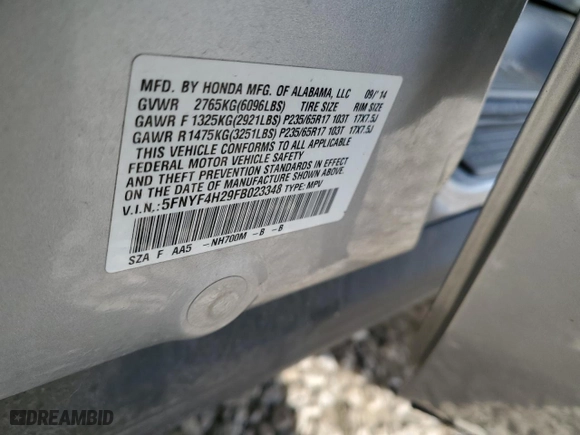 MFD. BY HONDA MFG. OF ALABAMA, LLC 09/'14
GVWR 2765KG(6096LBS) TIRE SIZE RIM SIZE
GAWR F 1325KG(2921LBS) P235/65R17 103T 17X7.5J
GAWR R 1475KG(3251LBS) P235/65R17 103T 17X7.5J
THIS VEHICLE CONFORMS TO ALL APPLICABLE
FEDERAL MOTOR VEHICLE SAFETY
AND THEFT PREVENTION STANDARDS IN EFFECT
ON THE DATE OF MANUFACTURE SHOWN ABOVE.
V.I.N.:5FNYF4H29FB023348 TYPE: MPV
SZA F AA5 -NH700M -B -B
DREAMBID